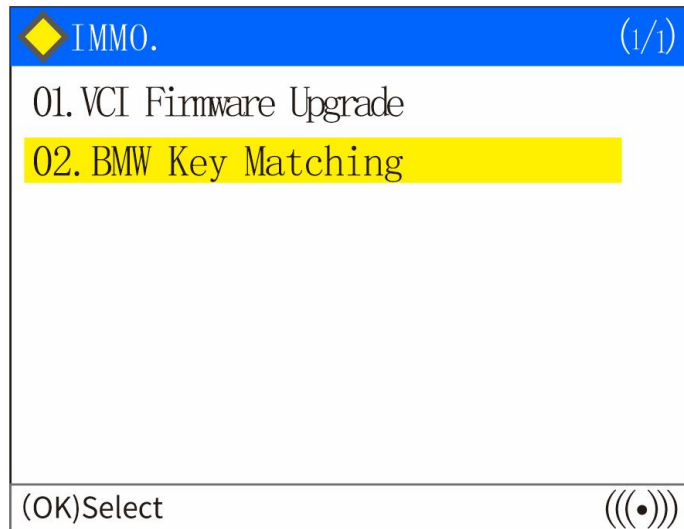 IMMO. (1/1)
01. VCI Firmware Upgrade
02. BMW Key Matching
(OK)Select